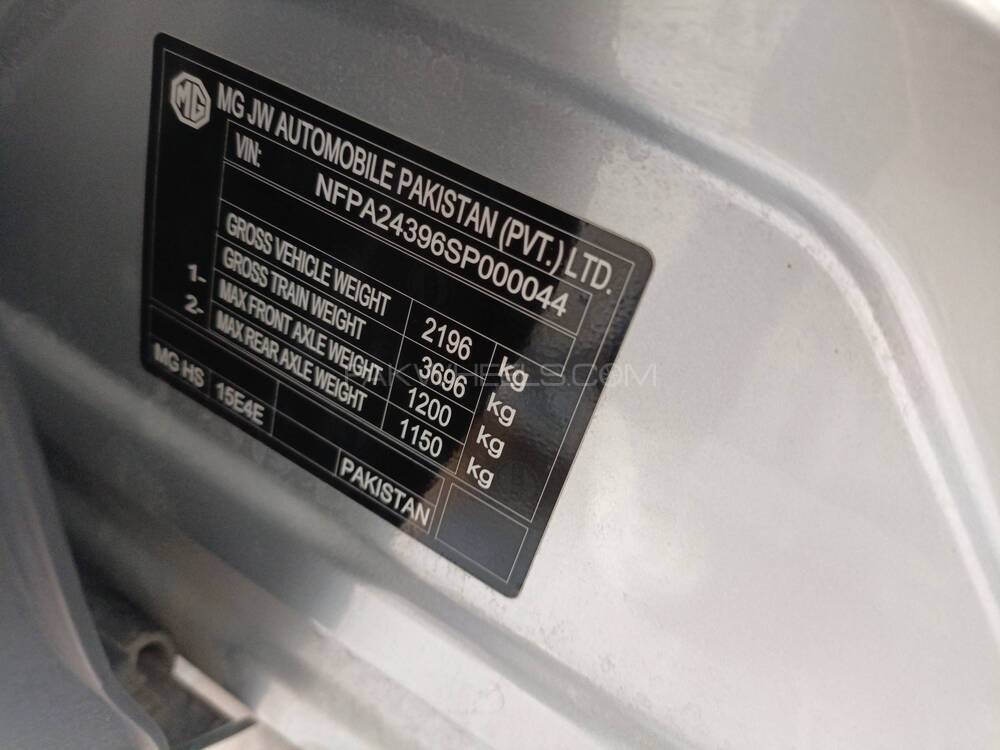 MG MG JW AUTOMOBILE PAKISTAN (PVT.) LTD.
VIN:
NFPA24396SP000044
GROSS VEHICLE WEIGHT 2196 kg
GROSS TRAIN WEIGHT 3696 kg
1- MAX FRONT AXLE WEIGHT 1200 kg
2- MAX REAR AXLE WEIGHT 1150 kg
MG HS 15E4E PAKISTAN
PAKWHEELS.COM